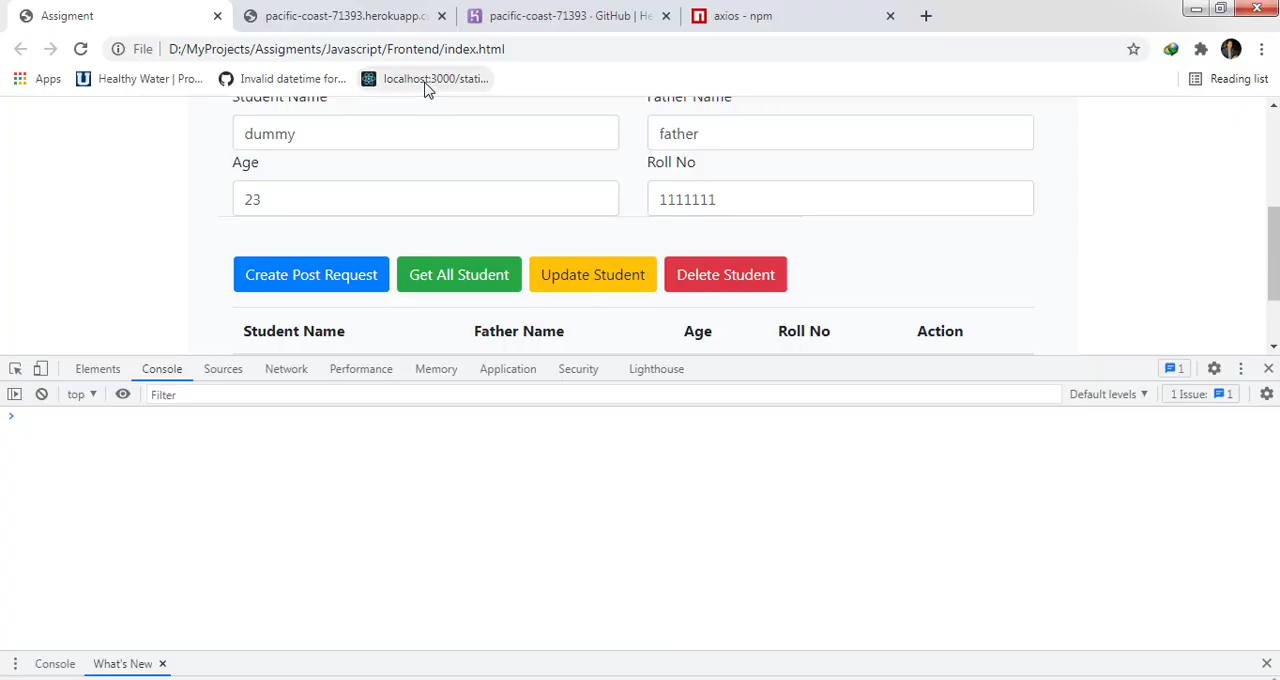 Assigment
pacific-coast-71393.herokuapp.c
pacific-coast-71393 · GitHub | He
axios - npm
File
D:/MyProjects/Assigments/Javascript/Frontend/index.html
Apps
Healthy Water | Pro...
Invalid datetime for...
localhost:3000/stati...
Reading list
Student Name
Father Name
dummy
father
Age
Roll No
23
1111111
Create Post Request
Get All Student
Update Student
Delete Student
Student Name
Father Name
Age
Roll No
Action
Elements
Console
Sources
Network
Performance
Memory
Application
Security
Lighthouse
1
top
Filter
Default levels
1 Issue:
1
Console
What's New